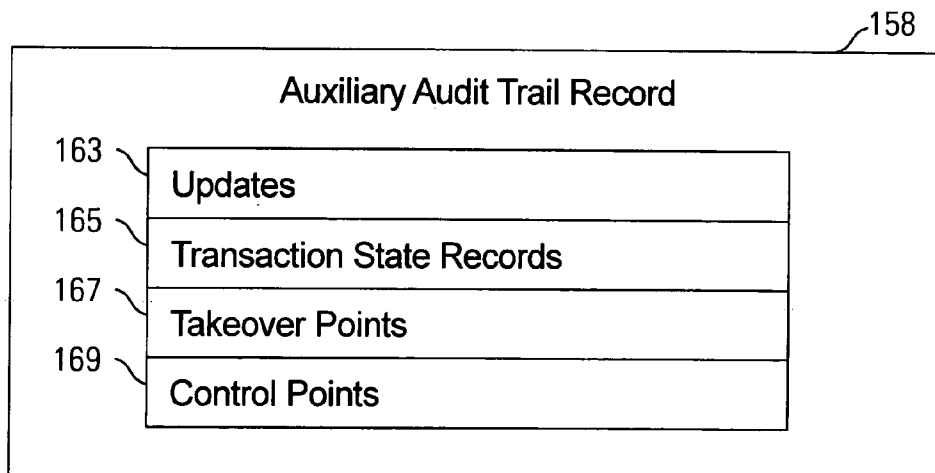 158
Auxiliary Audit Trail Record
163
Updates
165
Transaction State Records
167
Takeover Points
169
Control Points